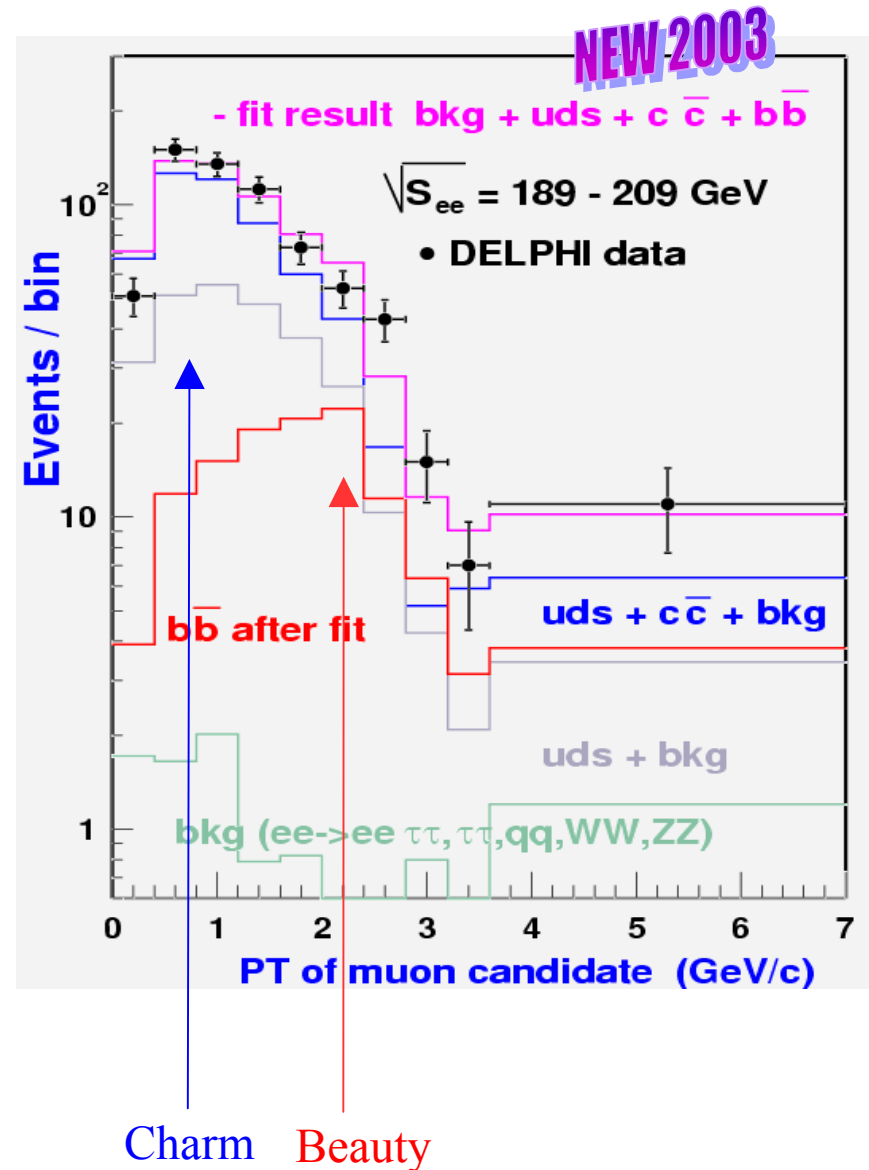 NEW 2003
- fit result bkg + uds + c c̅ + b b̅
√S_ee = 189 - 209 GeV
• DELPHI data
10²
10
1
Events / bin
b b̅ after fit
uds + c c̅ + bkg
uds + bkg
bkg (ee->ee ττ,ττ,qq,WW,ZZ)
0 1 2 3 4 5 6 7
PT of muon candidate (GeV/c)
Charm Beauty